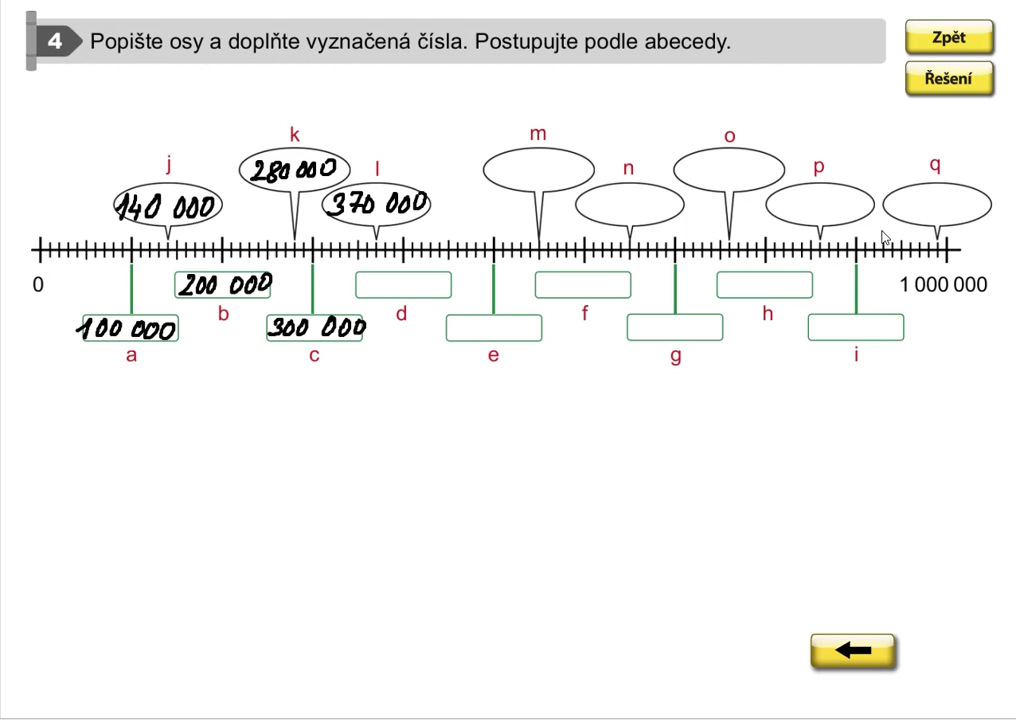 4 Popište osy a doplňte vyznačená čísla. Postupujte podle abecedy.
Zpět
Řešení
k m o
j l n p q
280 000
140 000 370 000
0 200 000 1 000 000
b d f h
100 000 300 000
a c e g i